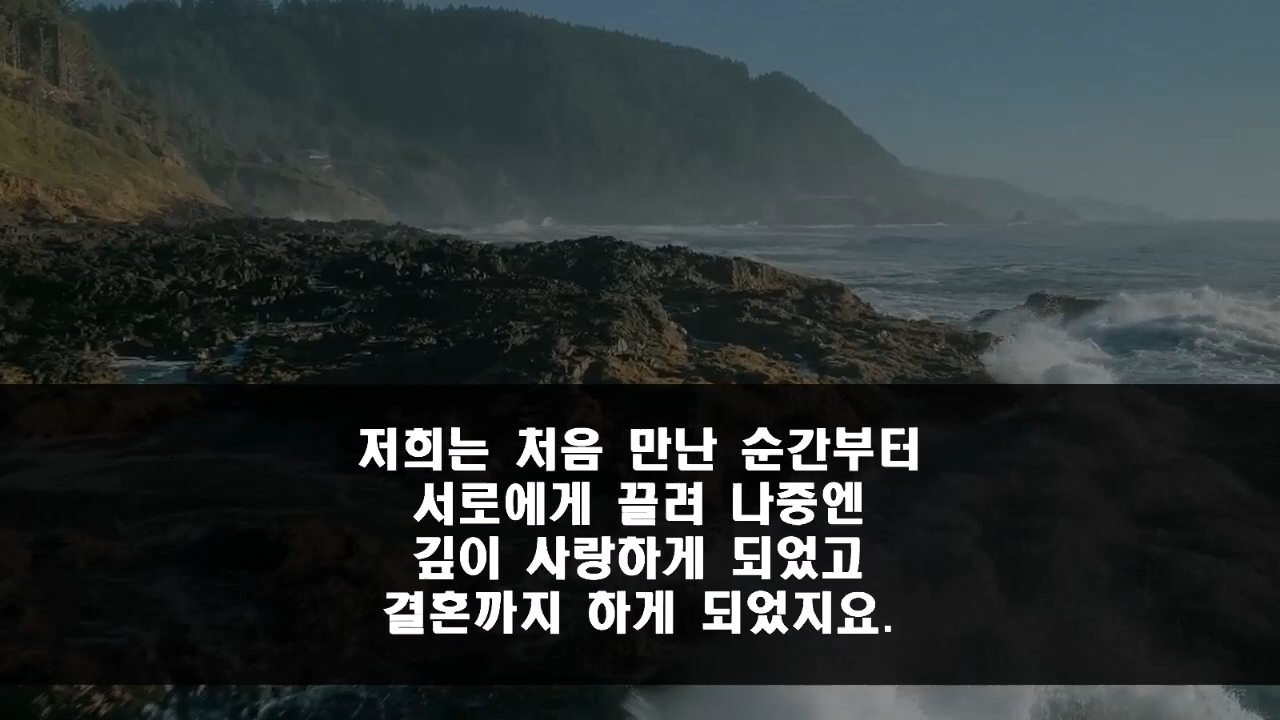 저희는 처음 만난 순간부터
서로에게 끌려 나중엔
깊이 사랑하게 되었고
결혼까지 하게 되었지요.